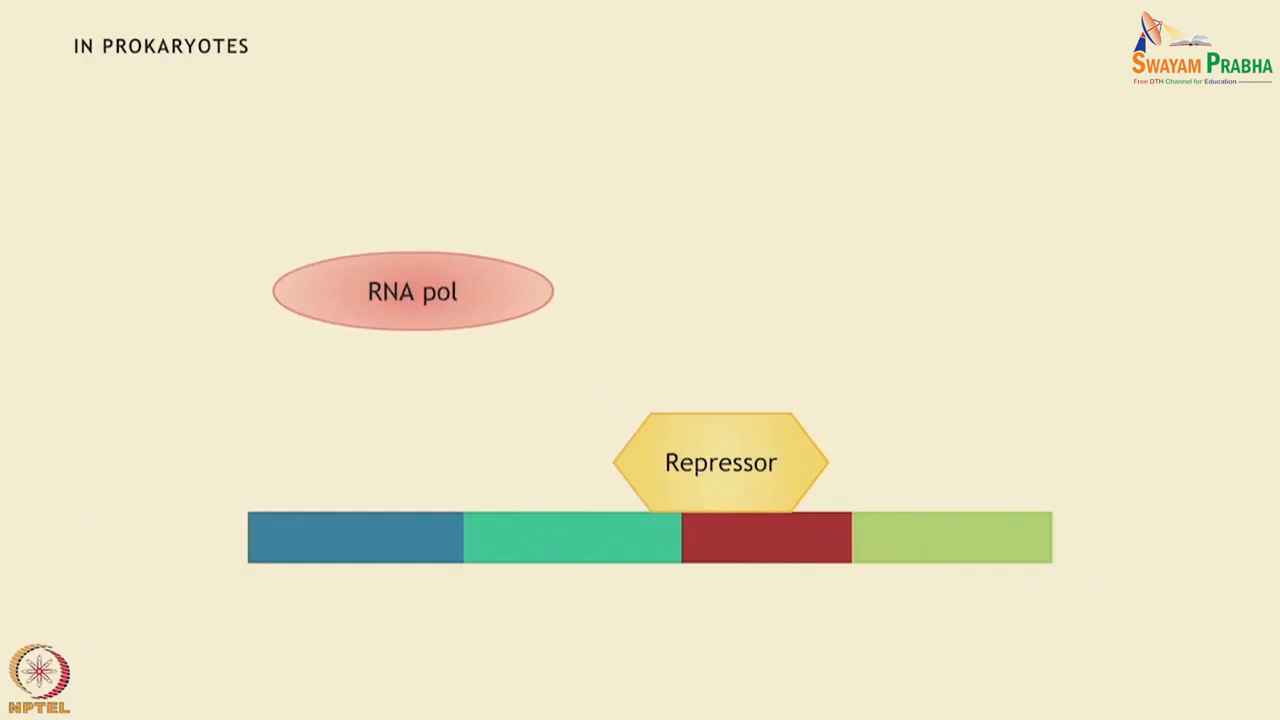 IN PROKARYOTES
SWAYAM PRABHA
Free DTH Channel for Education
RNA pol
Repressor
NPTEL